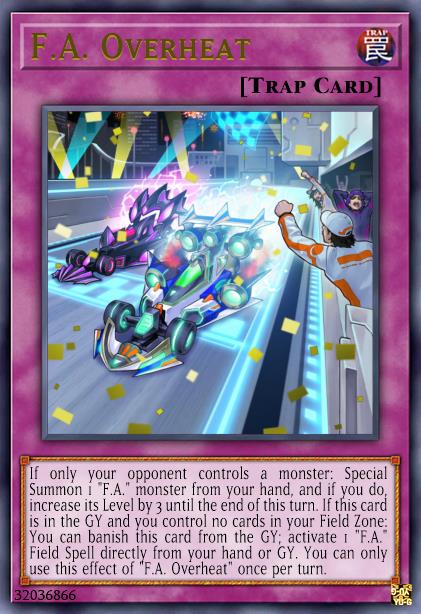 F.A. Overheat
TRAP
罠
[Trap Card]
If only your opponent controls a monster: Special
Summon 1 "F.A." monster from your hand, and if you do,
increase its Level by 3 until the end of this turn. If this card
is in the GY and you control no cards in your Field Zone:
You can banish this card from the GY; activate 1 "F.A."
Field Spell directly from your hand or GY. You can only
use this effect of "F.A. Overheat" once per turn.
32036866